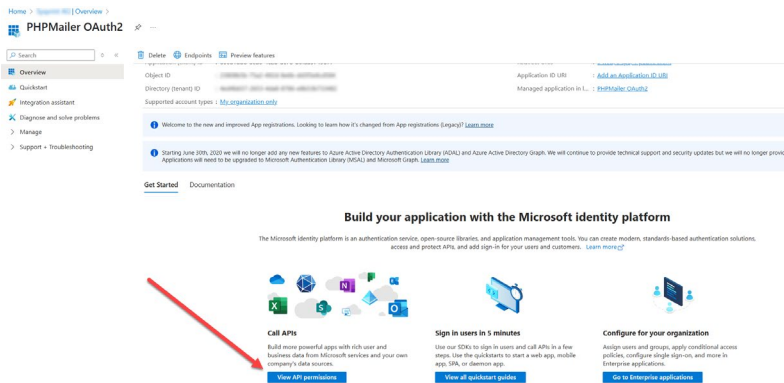 Home > | Overview >
PHPMailer OAuth2
Search
Delete Endpoints Preview features
Overview
Quickstart
Integration assistant
Diagnose and solve problems
Manage
Support + Troubleshooting
Object ID :
Application ID URI : Add an Application ID URI
Directory (tenant) ID :
Managed application in l... : PHPMailer OAuth2
Supported account types : My organization only
Welcome to the new and improved App registrations. Looking to learn how it's changed from App registrations (Legacy)? Learn more
Starting June 30th, 2020 we will no longer add any new features to Azure Active Directory Authentication Library (ADAL) and Azure Active Directory Graph. We will continue to provide technical support and security updates but we will no longer provid
Applications will need to be upgraded to Microsoft Authentication Library (MSAL) and Microsoft Graph. Learn more
Get Started Documentation
Build your application with the Microsoft identity platform
The Microsoft identity platform is an authentication service, open-source libraries, and application management tools. You can create modern, standards-based authentication solutions,
access and protect APIs, and add sign-in for your users and customers. Learn more
Call APIs
Build more powerful apps with rich user and
business data from Microsoft services and your own
company's data sources.
View API permissions
Sign in users in 5 minutes
Use our SDKs to sign in users and call APIs in a few
steps. Use the quickstarts to start a web app, mobile
app, SPA, or daemon app.
View all quickstart guides
Configure for your organization
Assign users and groups, apply conditional access
policies, configure single sign-on, and more in
Enterprise applications.
Go to Enterprise applications